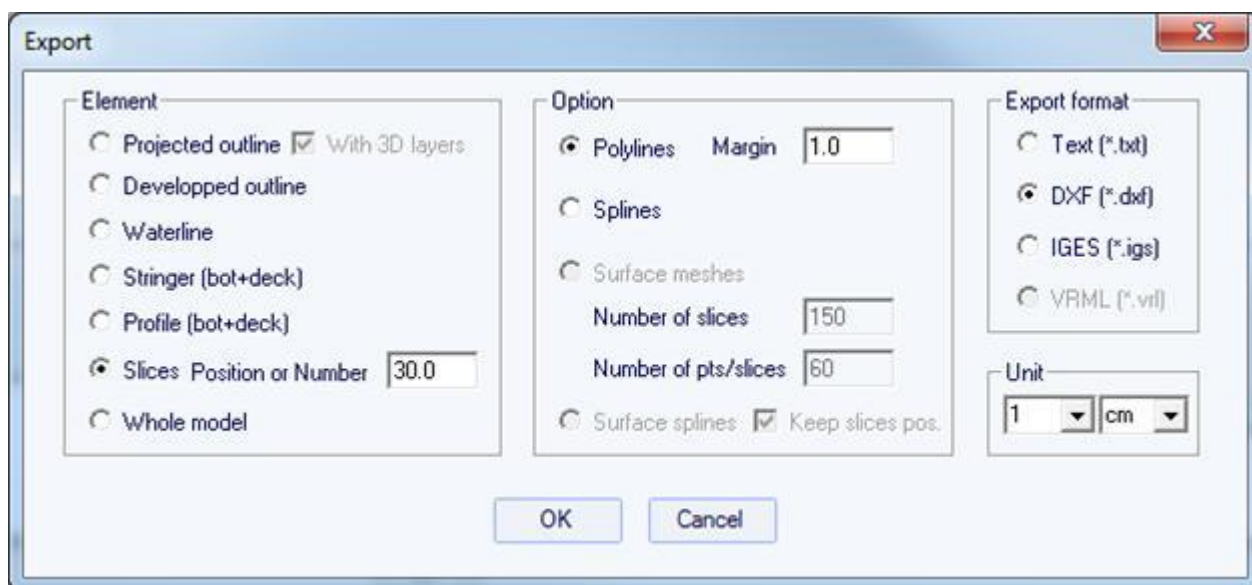 Export
Element
Projected outline With 3D layers
Developped outline
Waterline
Stringer (bot+deck)
Profile (bot+deck)
Slices Position or Number 30.0
Whole model
Option
Polylines Margin 1.0
Splines
Surface meshes
Number of slices 150
Number of pts/slices 60
Surface splines Keep slices pos.
Export format
Text (*.txt)
DXF (*.dxf)
IGES (*.igs)
VRML (*.vrl)
Unit
1 cm
OK Cancel